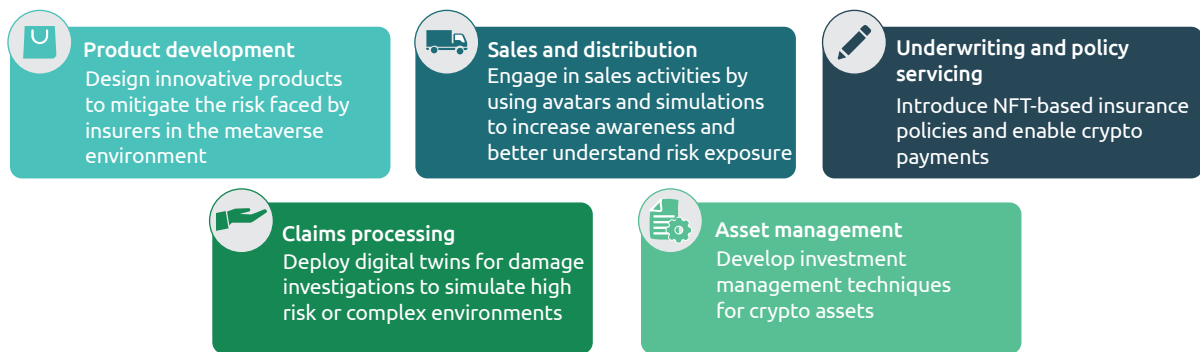 Product development
Design innovative products
to mitigate the risk faced by
insurers in the metaverse
environment
Sales and distribution
Engage in sales activities by
using avatars and simulations
to increase awareness and
better understand risk exposure
Underwriting and policy
servicing
Introduce NFT-based insurance
policies and enable crypto
payments
Claims processing
Deploy digital twins for damage
investigations to simulate high
risk or complex environments
Asset management
Develop investment
management techniques
for crypto assets